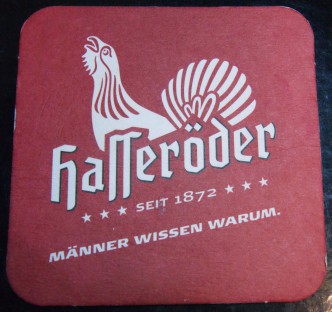 Hasseröder
★ ★ ★ SEIT 1872 ★ ★ ★
MÄNNER WISSEN WARUM.